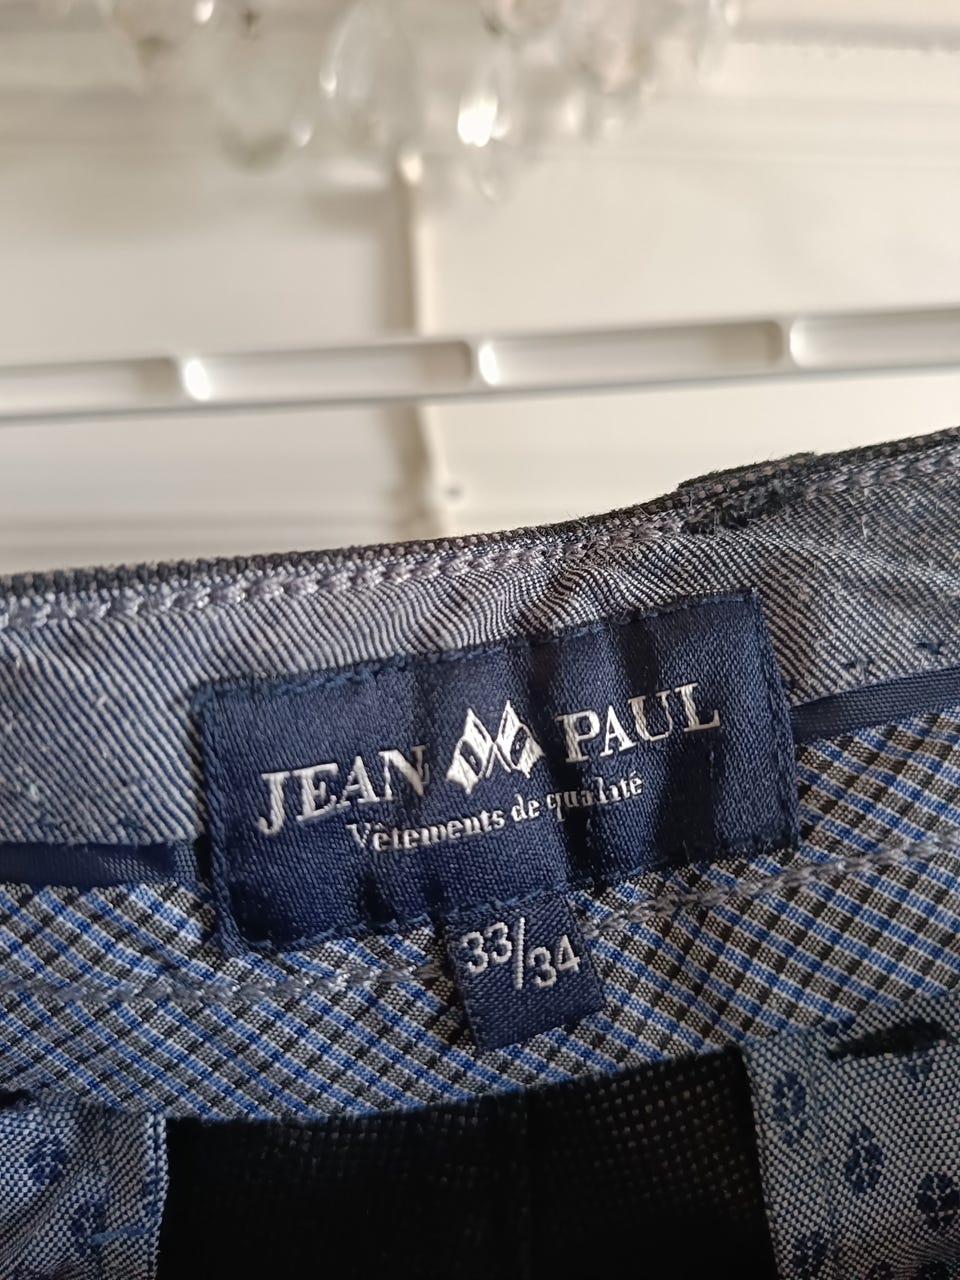 JEAN PAUL
Vêtements de qualité
33/34